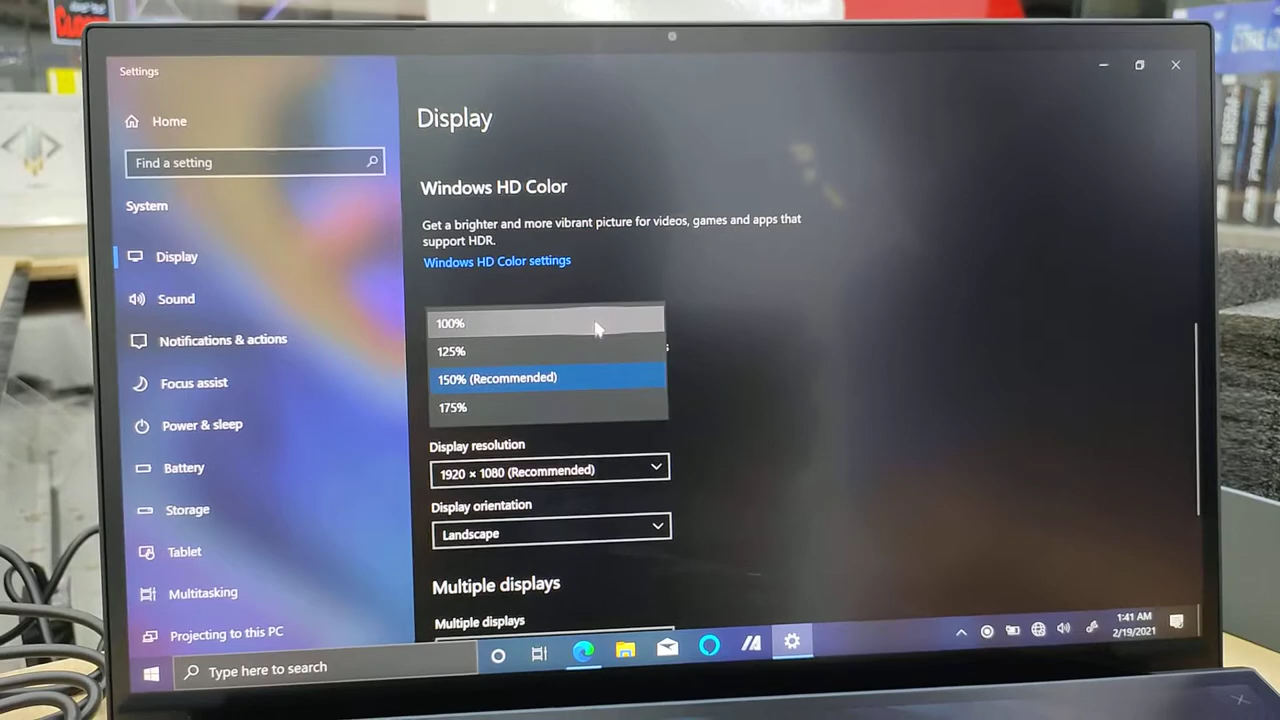 Settings
Home
Find a setting
System
Display
Sound
Notifications & actions
Focus assist
Power & sleep
Battery
Storage
Tablet
Multitasking
Projecting to this PC
Display
Windows HD Color
Get a brighter and more vibrant picture for videos, games and apps that
support HDR.
Windows HD Color settings
100%
125%
150% (Recommended)
175%
Display resolution
1920 × 1080 (Recommended)
Display orientation
Landscape
Multiple displays
Multiple displays
Type here to search
1:41 AM
2/19/2021